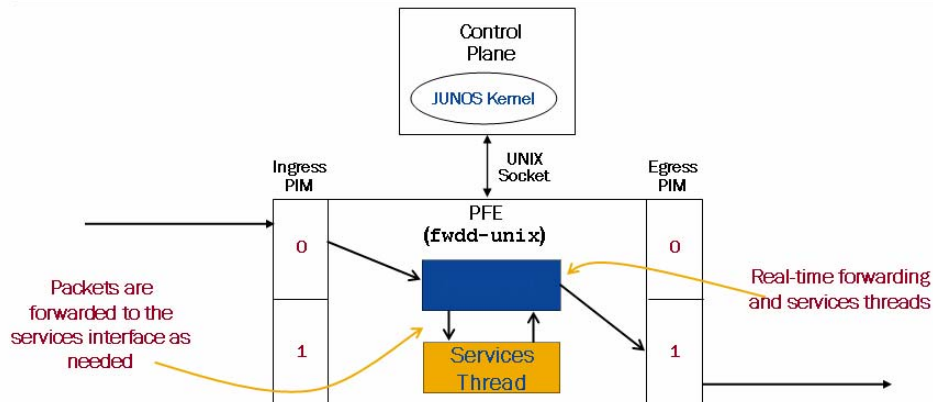 Control
Plane
JUNOS Kernel
UNIX
Socket
Ingress
PIM
Egress
PIM
PFE
(fwdd-unix)
0
0
Packets are
forwarded to the
services interface as
needed
Real-time forwarding
and services threads
1
Services
Thread
1